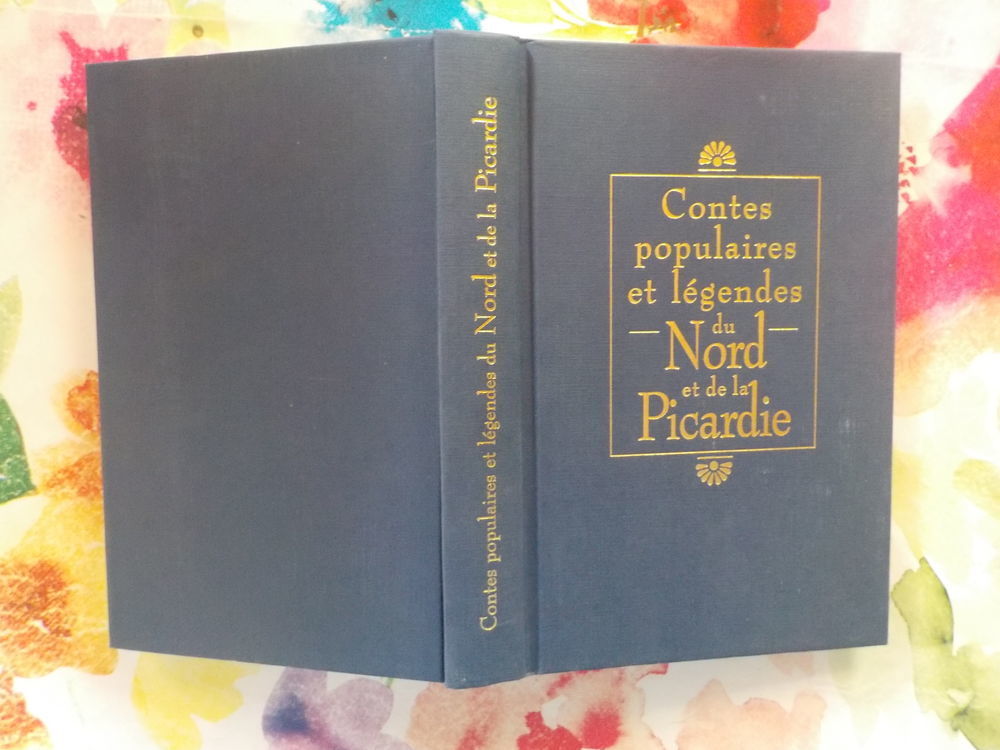 Contes populaires et légendes du Nord et de la Picardie
Contes
populaires
et légendes
du
Nord
et de la
Picardie